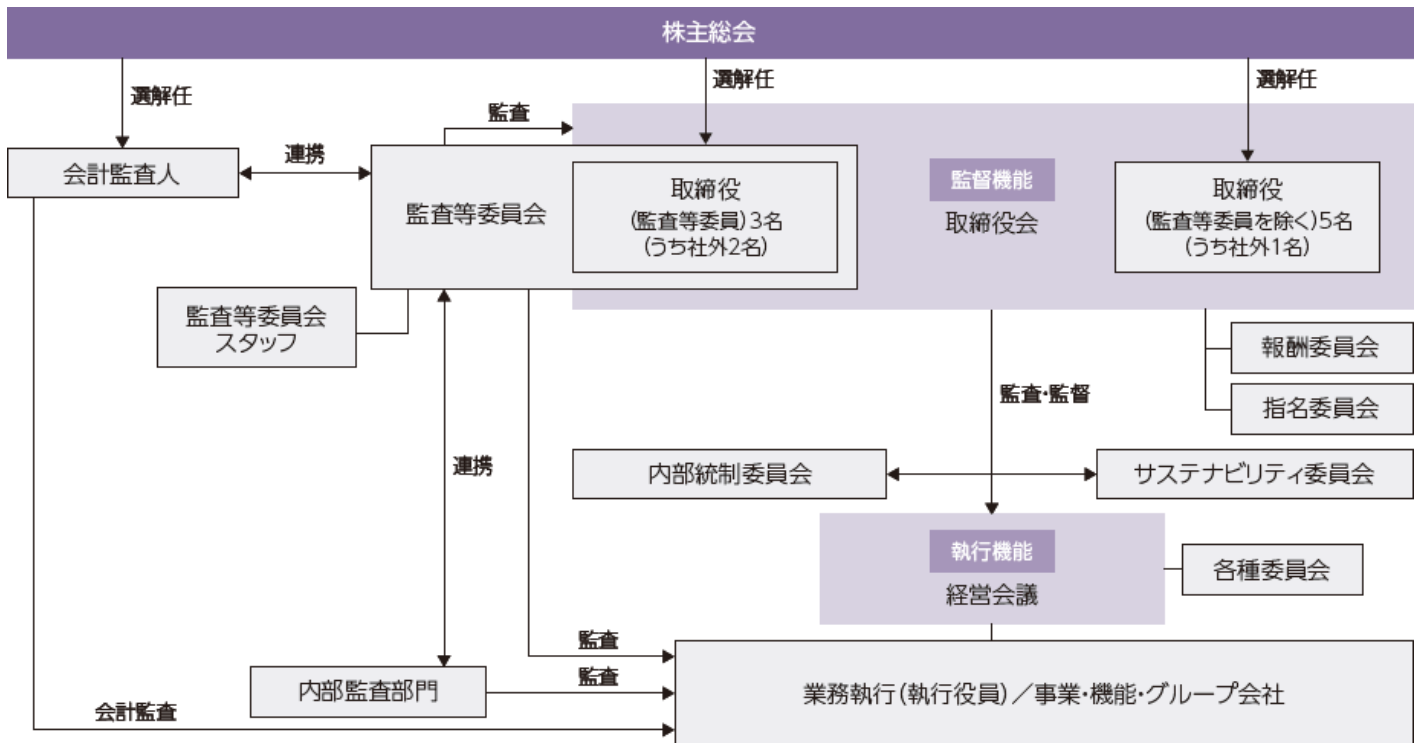 株主総会
選解任
選解任
選解任
監査
会計監査人
連携
監査等委員会
取締役
(監査等委員)3名
(うち社外2名)
監督機能
取締役会
取締役
(監査等委員を除く)5名
(うち社外1名)
監査等委員会
スタッフ
報酬委員会
監査・監督
指名委員会
連携
内部統制委員会
サステナビリティ委員会
執行機能
経営会議
各種委員会
監査
内部監査部門
監査
業務執行(執行役員)／事業・機能・グループ会社
会計監査